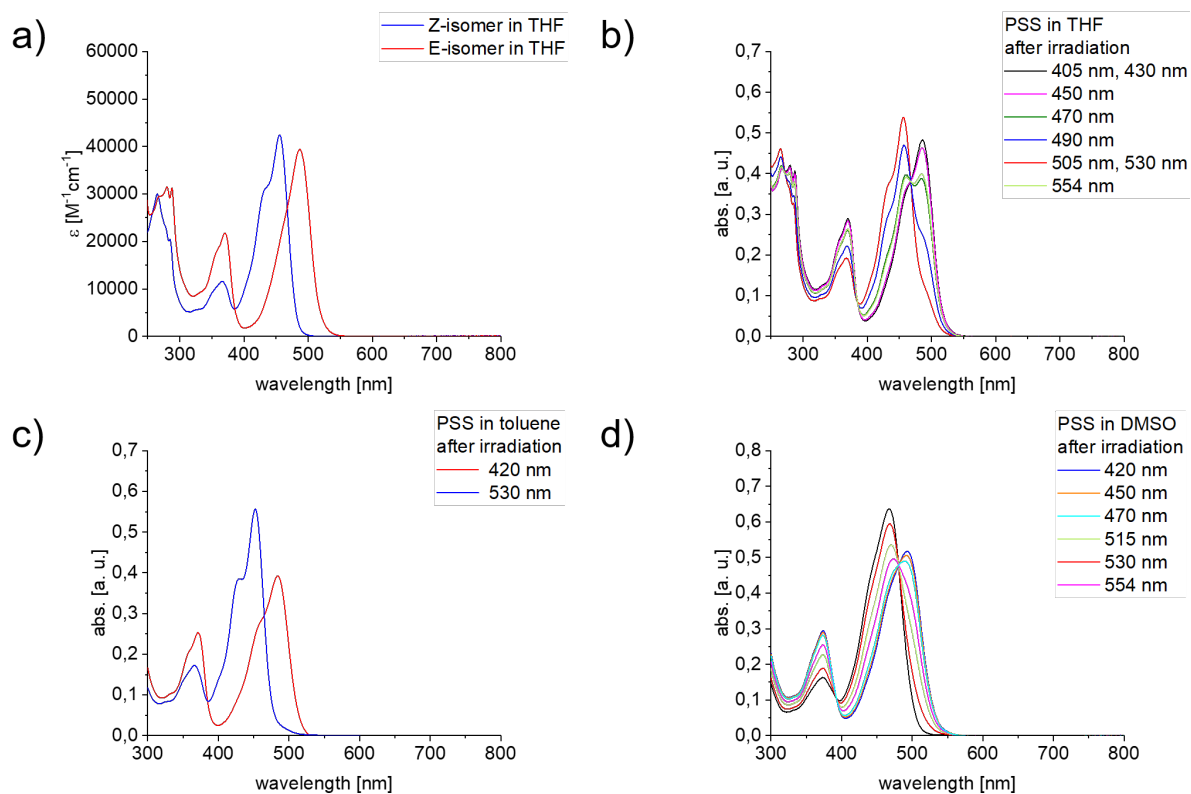 a)
Z-isomer in THF
E-isomer in THF
60000
50000
40000
30000
20000
10000
0
ε [M⁻¹cm⁻¹]
300 400 500 600 700 800
wavelength [nm]
b)
PSS in THF
after irradiation
405 nm, 430 nm
450 nm
470 nm
490 nm
505 nm, 530 nm
554 nm
0,7
0,6
0,5
0,4
0,3
0,2
0,1
0,0
abs. [a. u.]
300 400 500 600 700 800
wavelength [nm]
c)
PSS in toluene
after irradiation
420 nm
530 nm
0,7
0,6
0,5
0,4
0,3
0,2
0,1
0,0
abs. [a. u.]
300 400 500 600 700 800
wavelength [nm]
d)
PSS in DMSO
after irradiation
420 nm
450 nm
470 nm
515 nm
530 nm
554 nm
0,8
0,7
0,6
0,5
0,4
0,3
0,2
0,1
0,0
abs. [a. u.]
300 400 500 600 700 800
wavelength [nm]